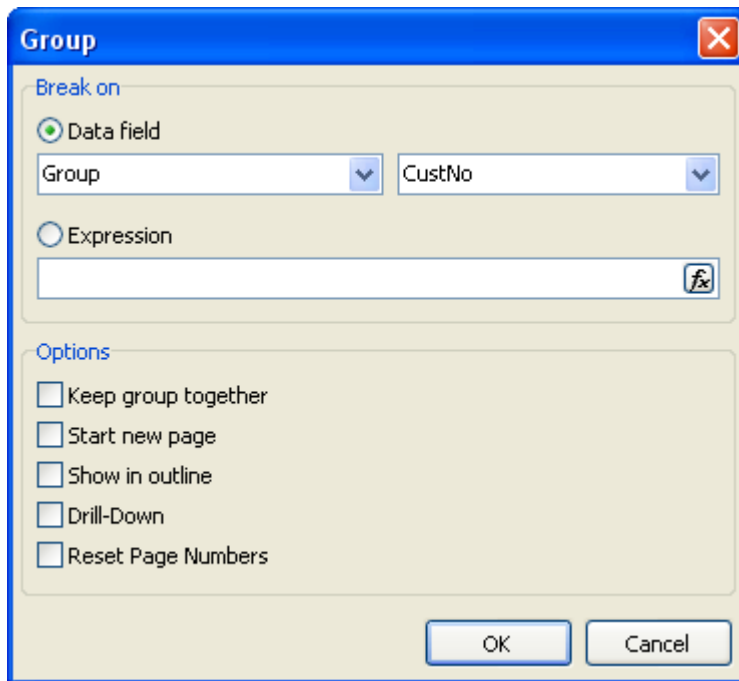 Group
Break on
Data field
Group CustNo
Expression
fx
Options
Keep group together
Start new page
Show in outline
Drill-Down
Reset Page Numbers
OK Cancel